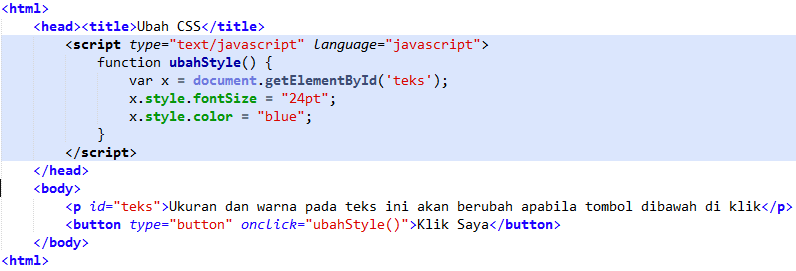 <html>
<head><title>Ubah CSS</title>
<script type="text/javascript" language="javascript">
function ubahStyle() {
var x = document.getElementById('teks');
x.style.fontSize = "24pt";
x.style.color = "blue";
}
</script>
</head>
<body>
<p id="teks">Ukuran dan warna pada teks ini akan berubah apabila tombol dibawah di klik</p>
<button type="button" onclick="ubahStyle()">Klik Saya</button>
</body>
<html>